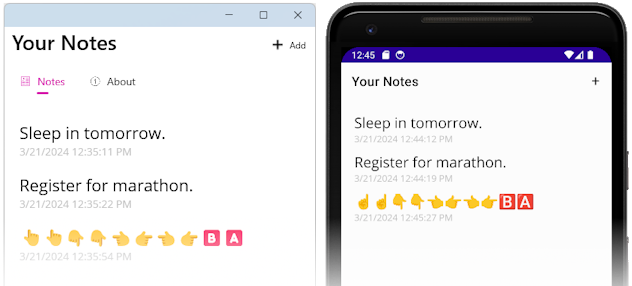 Your Notes
Add
Notes
About
Sleep in tomorrow.
3/21/2024 12:35:11 PM
Register for marathon.
3/21/2024 12:35:22 PM
👆👆👇👇👈👉👈👉🅱🅰
3/21/2024 12:35:54 PM
12:45
Your Notes
+
Sleep in tomorrow.
3/21/2024 12:44:12 PM
Register for marathon.
3/21/2024 12:44:19 PM
☝☝👇👇👈👉👈👉🅱🅰
3/21/2024 12:45:27 PM